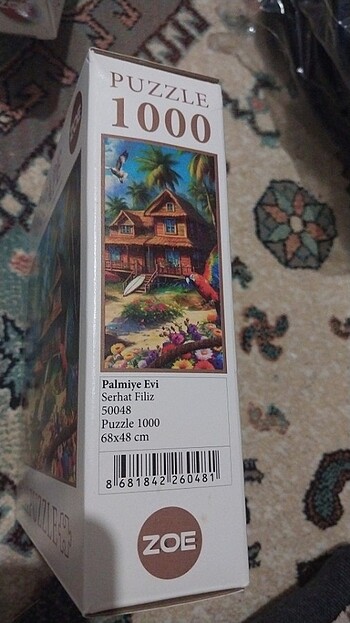 PUZZLE
1000
Palmiye Evi
Serhat Filiz
50048
Puzzle 1000
68x48 cm
8 681842 260481
ZOE